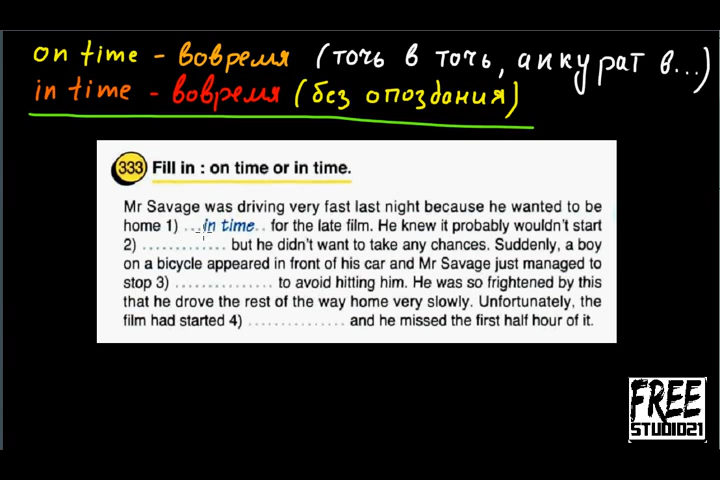 on time - вовремя (точь в точь, аккурат в...)
in time - вовремя (без опоздания)
333 Fill in : on time or in time.
Mr Savage was driving very fast last night because he wanted to be
home 1) ...in time.. for the late film. He knew it probably wouldn't start
2) ............. but he didn't want to take any chances. Suddenly, a boy
on a bicycle appeared in front of his car and Mr Savage just managed to
stop 3) ............... to avoid hitting him. He was so frightened by this
that he drove the rest of the way home very slowly. Unfortunately, the
film had started 4) ............... and he missed the first half hour of it.
FREE
STUDIO21